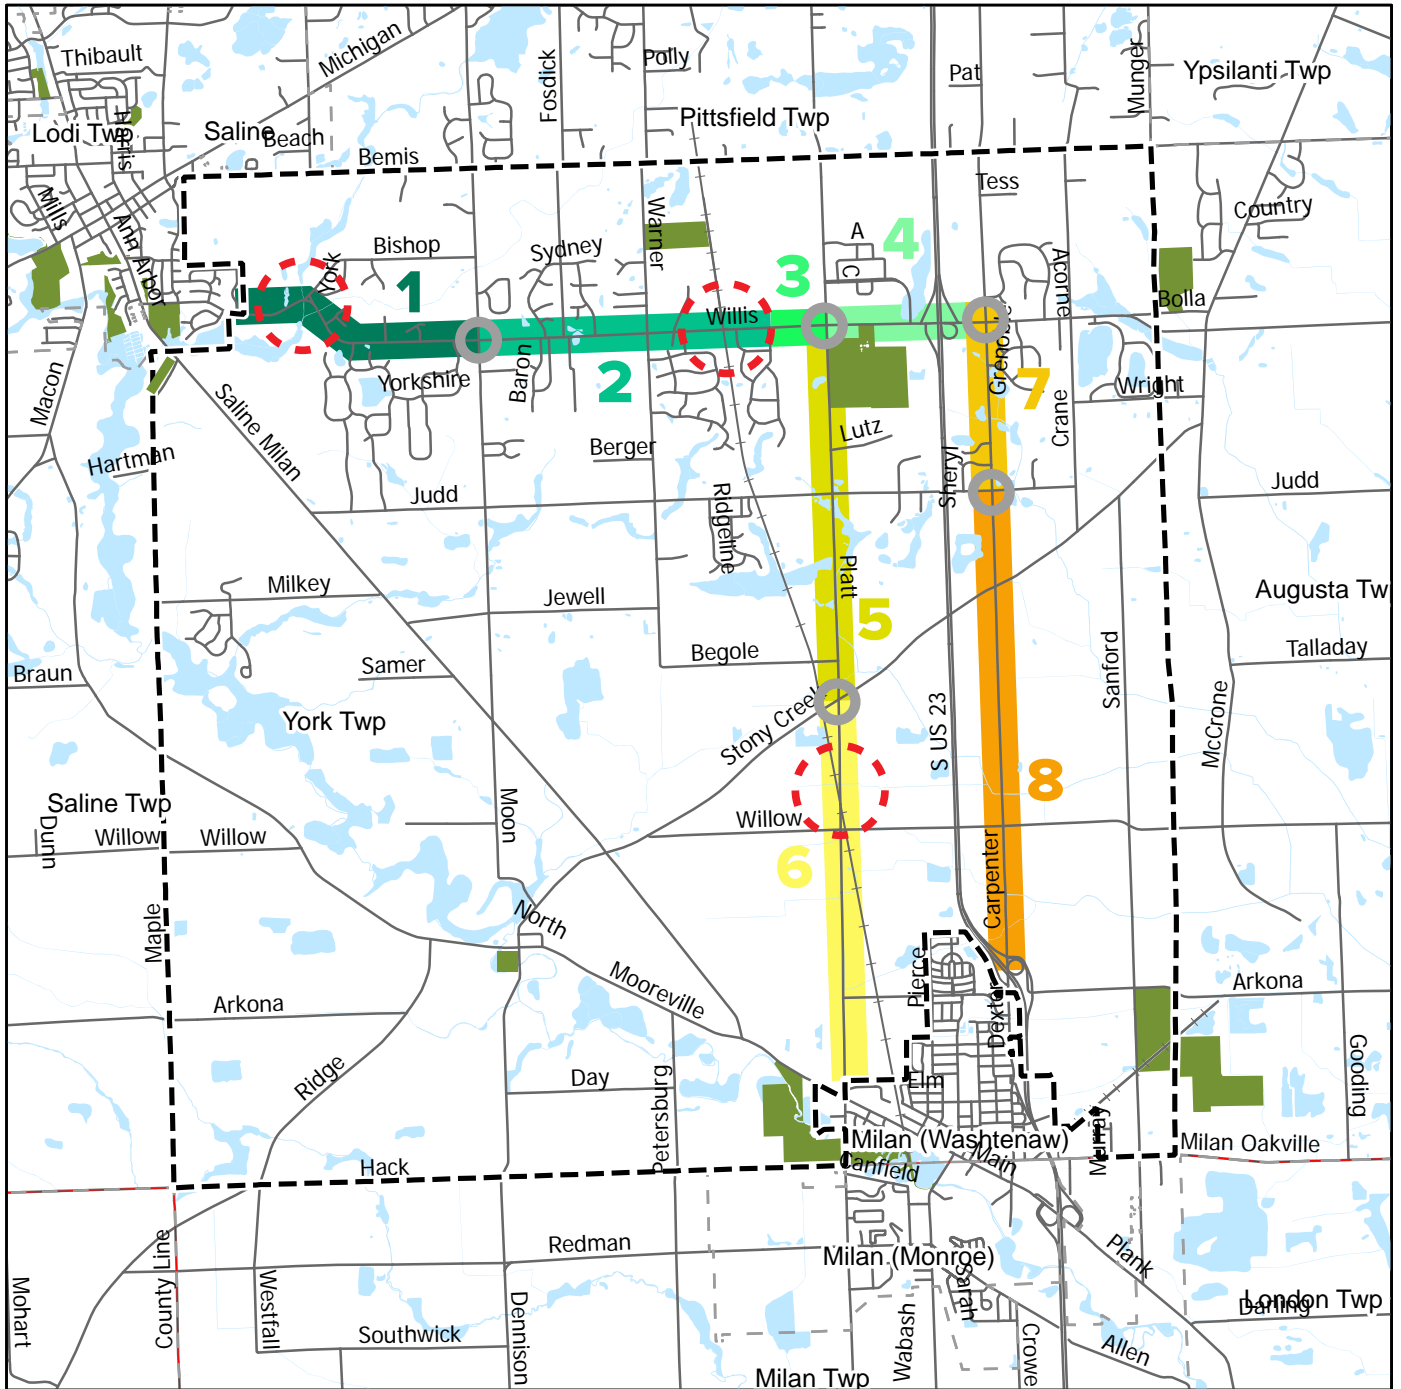 Thibault
Michigan
Fosdick
Polly
Pat
Munger
Ypsilanti Twp
Lodi Twp
Harris
Saline
Beach
Pittsfield Twp
Bemis
Mills
Ann Arbor
York
Bishop
Sydney
Warner
A
C
4
Tess
Acorne
Country
Bolla
1
3
Willis
Macon
Saline Milan
Yorkshire
Baron
2
Grenoble
7
Crane
Wright
Hartman
Berger
Lutz
Judd
Ridgeline
Sheryl
Judd
Milkey
Jewell
Platt
5
Augusta Tw
Braun
Samer
Begole
Sanford
Talladay
York Twp
Stony Creek
S US 23
McCrone
Saline Twp
Dunn
Willow
Willow
Moon
Willow
8
6
Carpenter
Maple
North
Mooreville
Pierce
Dexter
Arkona
Arkona
Ridge
Day
Petersburg
Elm
Gooding
Hack
Milan (Washtenaw)
Main
Canfield
Murray
Milan Oakville
County Line
Redman
Milan (Monroe)
Plank
Mohart
Westfall
Southwick
Dennison
Sarah
Wabash
Crowe
Allen
London Twp
Darling
Milan Twp